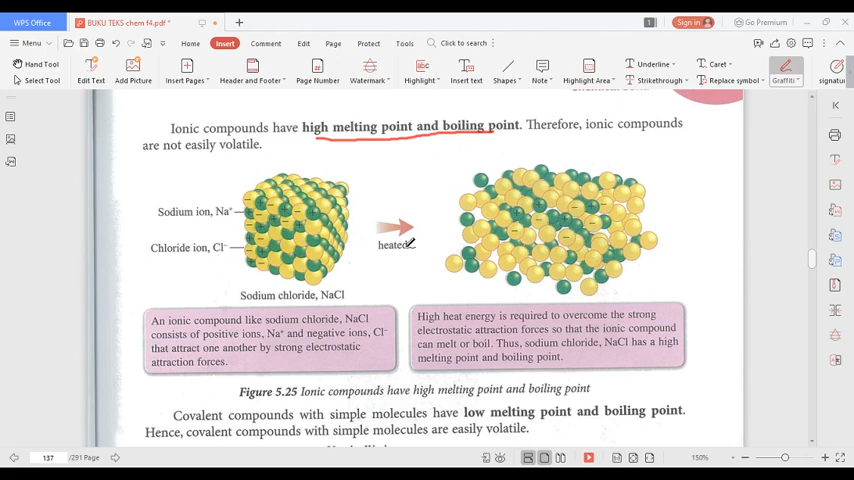 WPS Office
BUKU TEKS chem f4.pdf *
+
1
Sign in
Go Premium
Menu
Home
Insert
Comment
Edit
Page
Protect
Tools
Click to search
Hand Tool
Select Tool
Edit Text
Add Picture
Insert Pages
Header and Footer
Page Number
Watermark
Highlight
Insert text
Shapes
Note
Highlight Area
Underline
Strikethrough
Caret
Replace symbol
Graffiti
signatur
Ionic compounds have high melting point and boiling point. Therefore, ionic compounds
are not easily volatile.
Sodium ion, Na⁺
Chloride ion, Cl⁻
heated
Sodium chloride, NaCl
An ionic compound like sodium chloride, NaCl
consists of positive ions, Na⁺ and negative ions, Cl⁻
that attract one another by strong electrostatic
attraction forces.
High heat energy is required to overcome the strong
electrostatic attraction forces so that the ionic compound
can melt or boil. Thus, sodium chloride, NaCl has a high
melting point and boiling point.
Figure 5.25 Ionic compounds have high melting point and boiling point
Covalent compounds with simple molecules have low melting point and boiling point.
Hence, covalent compounds with simple molecules are easily volatile.
137 /291 Page
150%